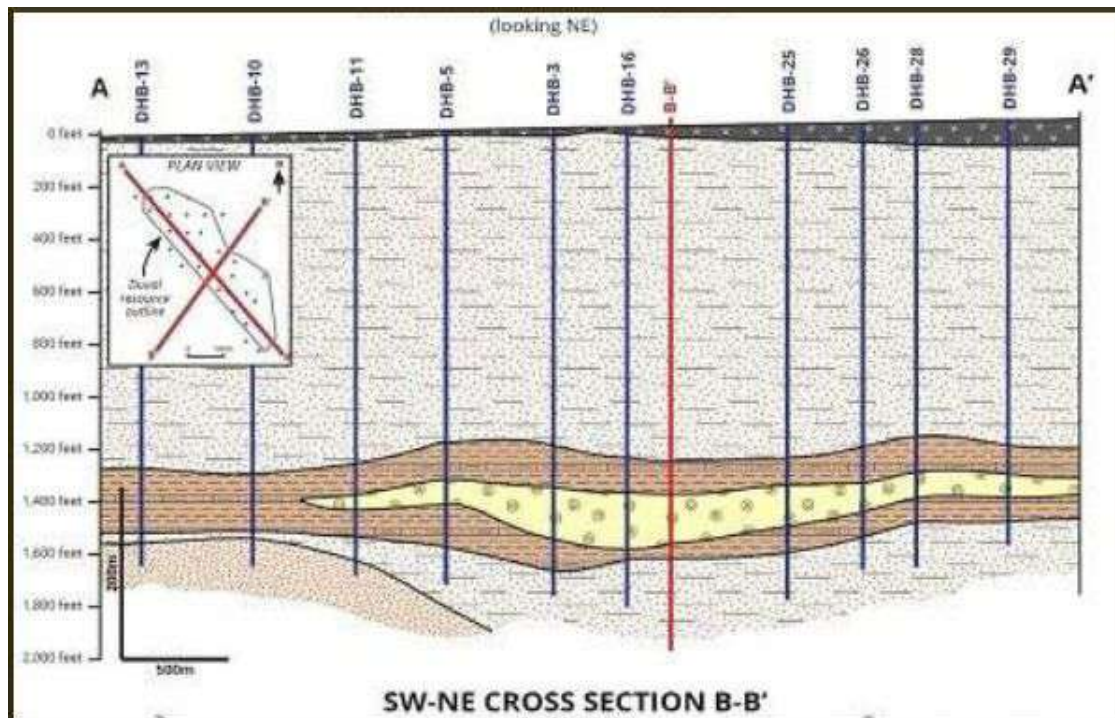 (looking NE)
A
DHB-13
DHB-10
DHB-11
DHB-5
DHB-3
DHB-16
B-B'
DHB-25
DHB-26
DHB-28
DHB-29
A'
0 feet
200 feet
400 feet
600 feet
800 feet
1,000 feet
1,200 feet
1,400 feet
1,600 feet
1,800 feet
2,000 feet
PLAN VIEW
Duval
resource
outline
200m
500m
SW-NE CROSS SECTION B-B'